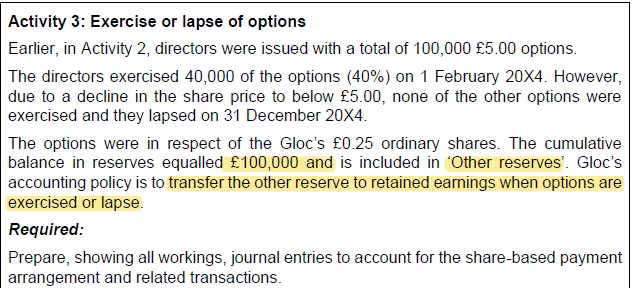 Activity 3: Exercise or lapse of options
Earlier, in Activity 2, directors were issued with a total of 100,000 £5.00 options.
The directors exercised 40,000 of the options (40%) on 1 February 20X4. However,
due to a decline in the share price to below £5.00, none of the other options were
exercised and they lapsed on 31 December 20X4.
The options were in respect of the Gloc's £0.25 ordinary shares. The cumulative
balance in reserves equalled £100,000 and is included in 'Other reserves'. Gloc's
accounting policy is to transfer the other reserve to retained earnings when options are
exercised or lapse.
Required:
Prepare, showing all workings, journal entries to account for the share-based payment
arrangement and related transactions.